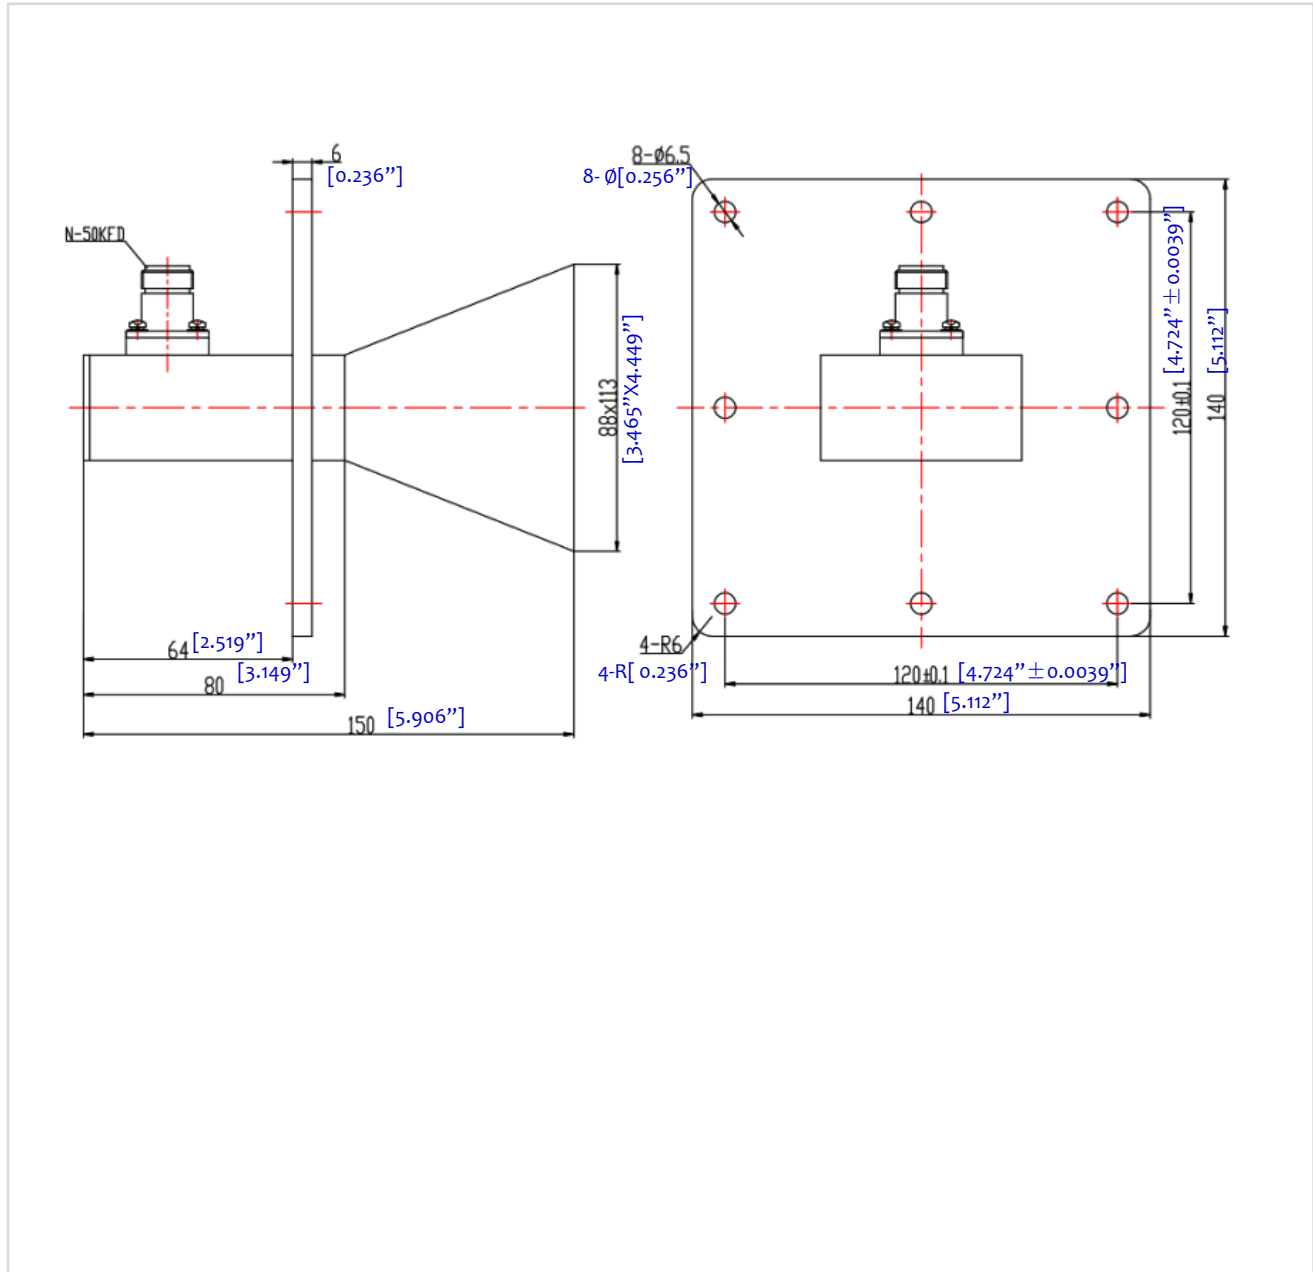 6
[0.236”]
N-50KFD
88x113
[3.465”X4.449”]
64 [2.519”]
[3.149”]
80
150 [5.906”]
8-Ø6.5
8- Ø[0.256”]
[4.724”±0.0039”]
120±0.1
[5.112”]
140
4-R6
4-R[ 0.236”]
120±0.1 [4.724”±0.0039”]
140 [5.112”]